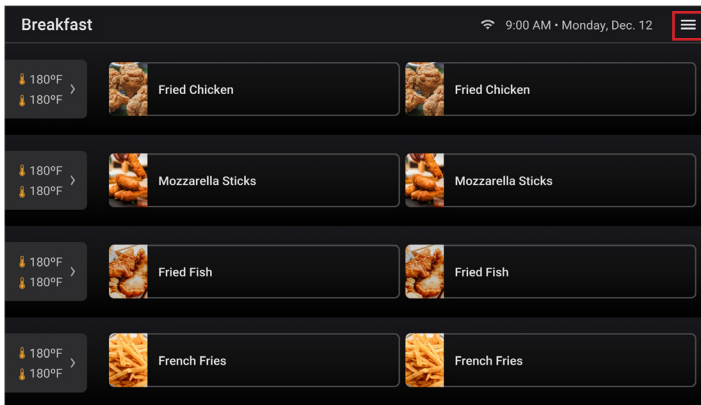 Breakfast
9:00 AM • Monday, Dec. 12
180ºF
180ºF
Fried Chicken
Fried Chicken
180ºF
180ºF
Mozzarella Sticks
Mozzarella Sticks
180ºF
180ºF
Fried Fish
Fried Fish
180ºF
180ºF
French Fries
French Fries